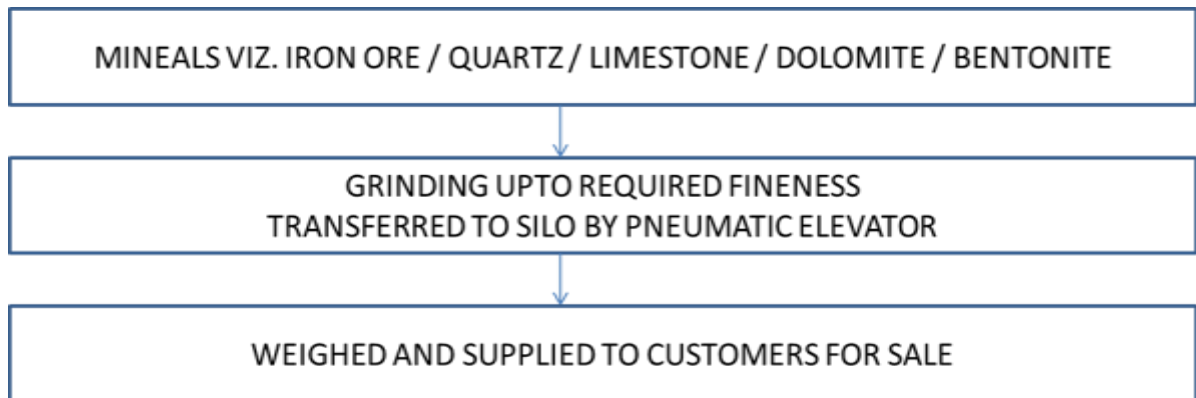 MINEALS VIZ. IRON ORE / QUARTZ / LIMESTONE / DOLOMITE / BENTONITE
GRINDING UPTO REQUIRED FINENESS
TRANSFERRED TO SILO BY PNEUMATIC ELEVATOR
WEIGHED AND SUPPLIED TO CUSTOMERS FOR SALE